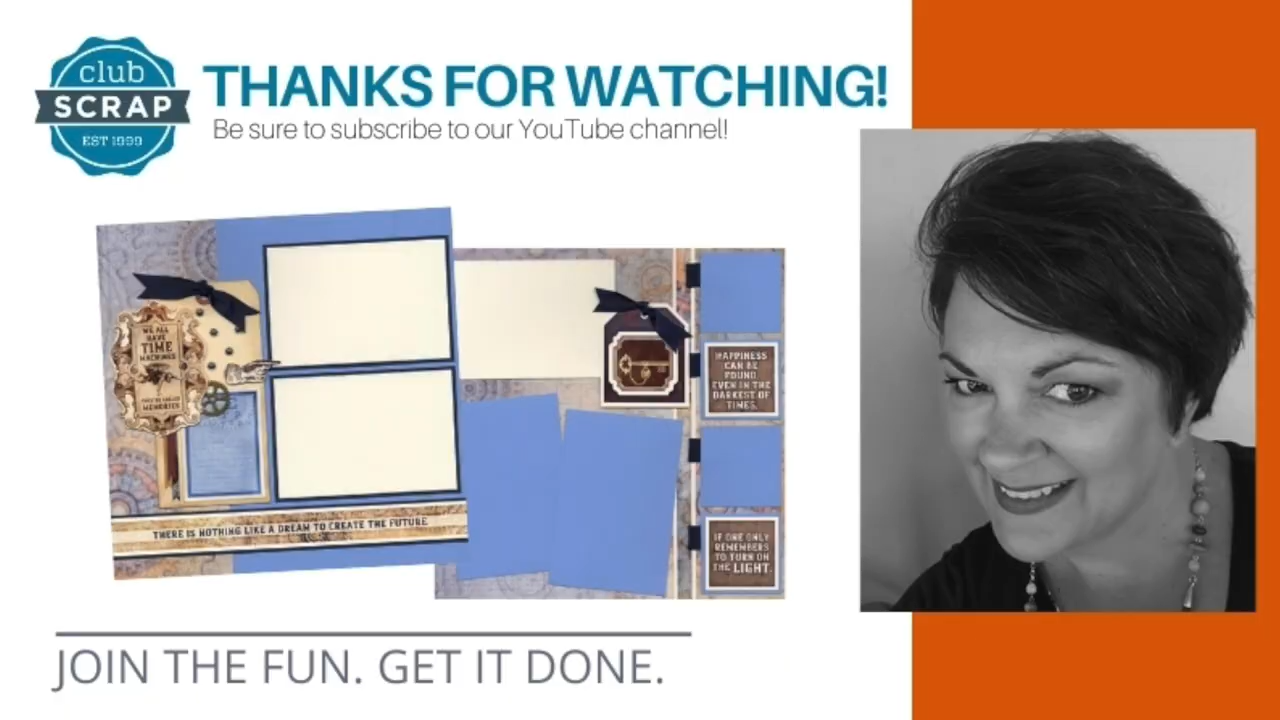 club
SCRAP
EST 1999
THANKS FOR WATCHING!
Be sure to subscribe to our YouTube channel!
WE ALL
HAVE
TIME
MACHINES
MEMORIES
THERE IS NOTHING LIKE A DREAM TO CREATE THE FUTURE
HAPPINESS
CAN BE
FOUND
EVEN IN THE
DARKEST OF
TIMES,
IF ONE ONLY
REMEMBERS
TO TURN ON
THE LIGHT.
JOIN THE FUN. GET IT DONE.